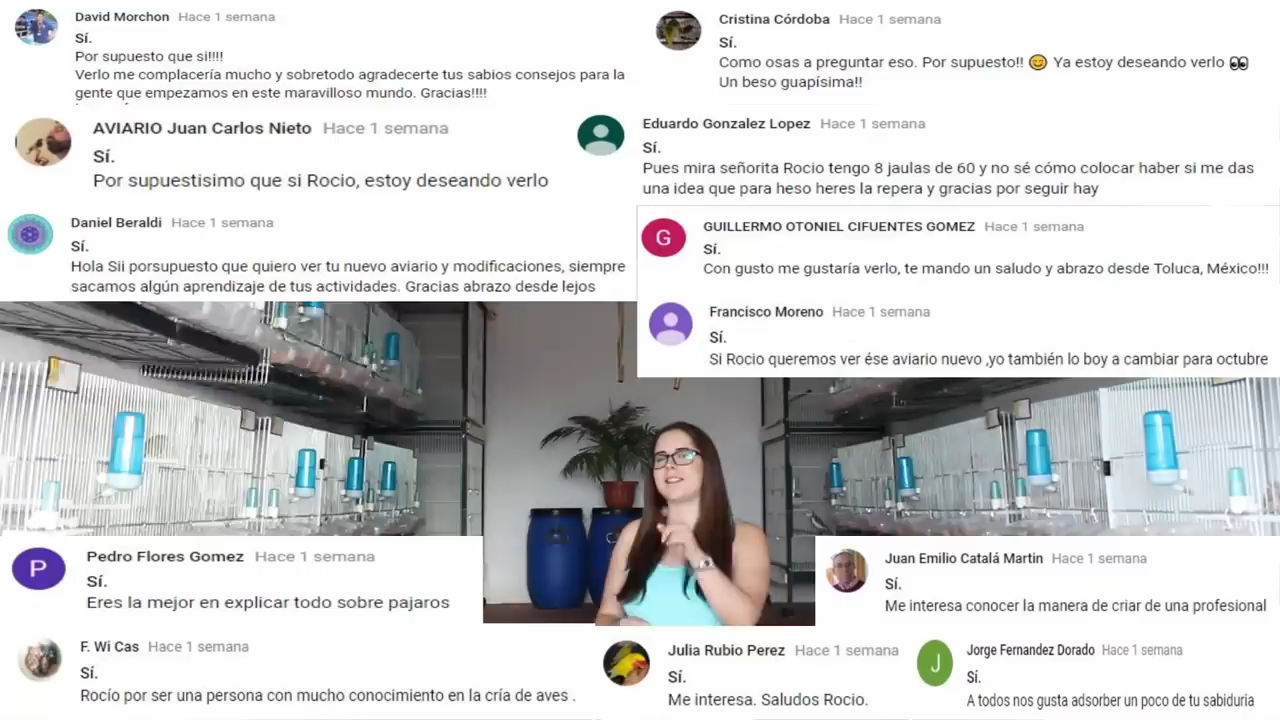 David Morchon Hace 1 semana
Sí.
Por supuesto que si!!!!
Verlo me complacería mucho y sobretodo agradecerte tus sabios consejos para la
gente que empezamos en este maravilloso mundo. Gracias!!!!
Cristina Córdoba Hace 1 semana
Sí.
Como osas a preguntar eso. Por supuesto!! 😊 Ya estoy deseando verlo 👀
Un beso guapísima!!
AVIARIO Juan Carlos Nieto Hace 1 semana
Sí.
Por supuestisimo que si Rocio, estoy deseando verlo
Eduardo Gonzalez Lopez Hace 1 semana
Sí.
Pues mira señorita Rocio tengo 8 jaulas de 60 y no sé cómo colocar haber si me das
una idea que para heso heres la repera y gracias por seguir hay
Daniel Beraldi Hace 1 semana
Sí.
Hola Sii porsupuesto que quiero ver tu nuevo aviario y modificaciones, siempre
sacamos algún aprendizaje de tus actividades. Gracias abrazo desde lejos
G
GUILLERMO OTONIEL CIFUENTES GOMEZ Hace 1 semana
Sí.
Con gusto me gustaría verlo, te mando un saludo y abrazo desde Toluca, México!!!
Francisco Moreno Hace 1 semana
Sí.
Si Rocio queremos ver ése aviario nuevo ,yo también lo boy a cambiar para octubre
P
Pedro Flores Gomez Hace 1 semana
Sí.
Eres la mejor en explicar todo sobre pajaros
Juan Emilio Catalá Martin Hace 1 semana
Sí.
Me interesa conocer la manera de criar de una profesional
F. Wi Cas Hace 1 semana
Sí.
Rocío por ser una persona con mucho conocimiento en la cría de aves .
Julia Rubio Perez Hace 1 semana
Sí.
Me interesa. Saludos Rocio.
J
Jorge Fernandez Dorado Hace 1 semana
Sí.
A todos nos gusta adsorber un poco de tu sabiduria